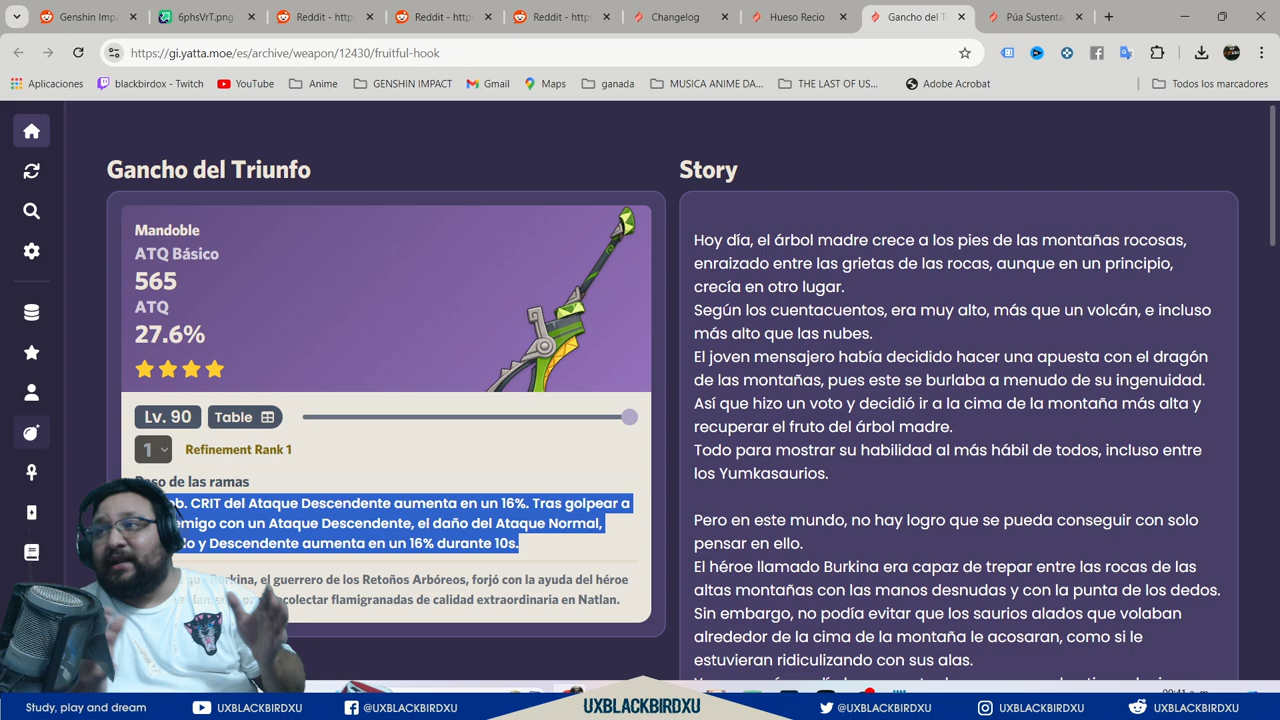 Genshin Imp
6phsVrT.png
Reddit - http
Reddit - http
Reddit - http
Changelog
Hueso Recio
Gancho del T
Púa Sustenta
https://gi.yatta.moe/es/archive/weapon/12430/fruitful-hook
Aplicaciones
blackbirdox - Twitch
YouTube
Anime
GENSHIN IMPACT
Gmail
Maps
ganada
MUSICA ANIME DA...
THE LAST OF US...
Adobe Acrobat
Todos los marcadores
Gancho del Triunfo
Mandoble
ATQ Básico
565
ATQ
27.6%
Lv. 90
Table
1
Refinement Rank 1
de las ramas
CRIT del Ataque Descendente aumenta en un 16%. Tras golpear a
con un Ataque Descendente, el daño del Ataque Normal,
y Descendente aumenta en un 16% durante 10s.
el guerrero de los Retoños Arbóreos, forjó con la ayuda del héroe
flamigranadas de calidad extraordinaria en Natlan.
Story
Hoy día, el árbol madre crece a los pies de las montañas rocosas,
enraizado entre las grietas de las rocas, aunque en un principio,
crecía en otro lugar.
Según los cuentacuentos, era muy alto, más que un volcán, e incluso
más alto que las nubes.
El joven mensajero había decidido hacer una apuesta con el dragón
de las montañas, pues este se burlaba a menudo de su ingenuidad.
Así que hizo un voto y decidió ir a la cima de la montaña más alta y
recuperar el fruto del árbol madre.
Todo para mostrar su habilidad al más hábil de todos, incluso entre
los Yumkasaurios.
Pero en este mundo, no hay logro que se pueda conseguir con solo
pensar en ello.
El héroe llamado Burkina era capaz de trepar entre las rocas de las
altas montañas con las manos desnudas y con la punta de los dedos.
Sin embargo, no podía evitar que los saurios alados que volaban
alrededor de la cima de la montaña le acosaran, como si le
estuvieran ridiculizando con sus alas.
Study, play and dream
UXBLACKBIRDXU
@UXBLACKBIRDXU
UXBLACKBIRDXU
@UXBLACKBIRDXU
UXBLACKBIRDXU
@UXBLACKBIRDXU